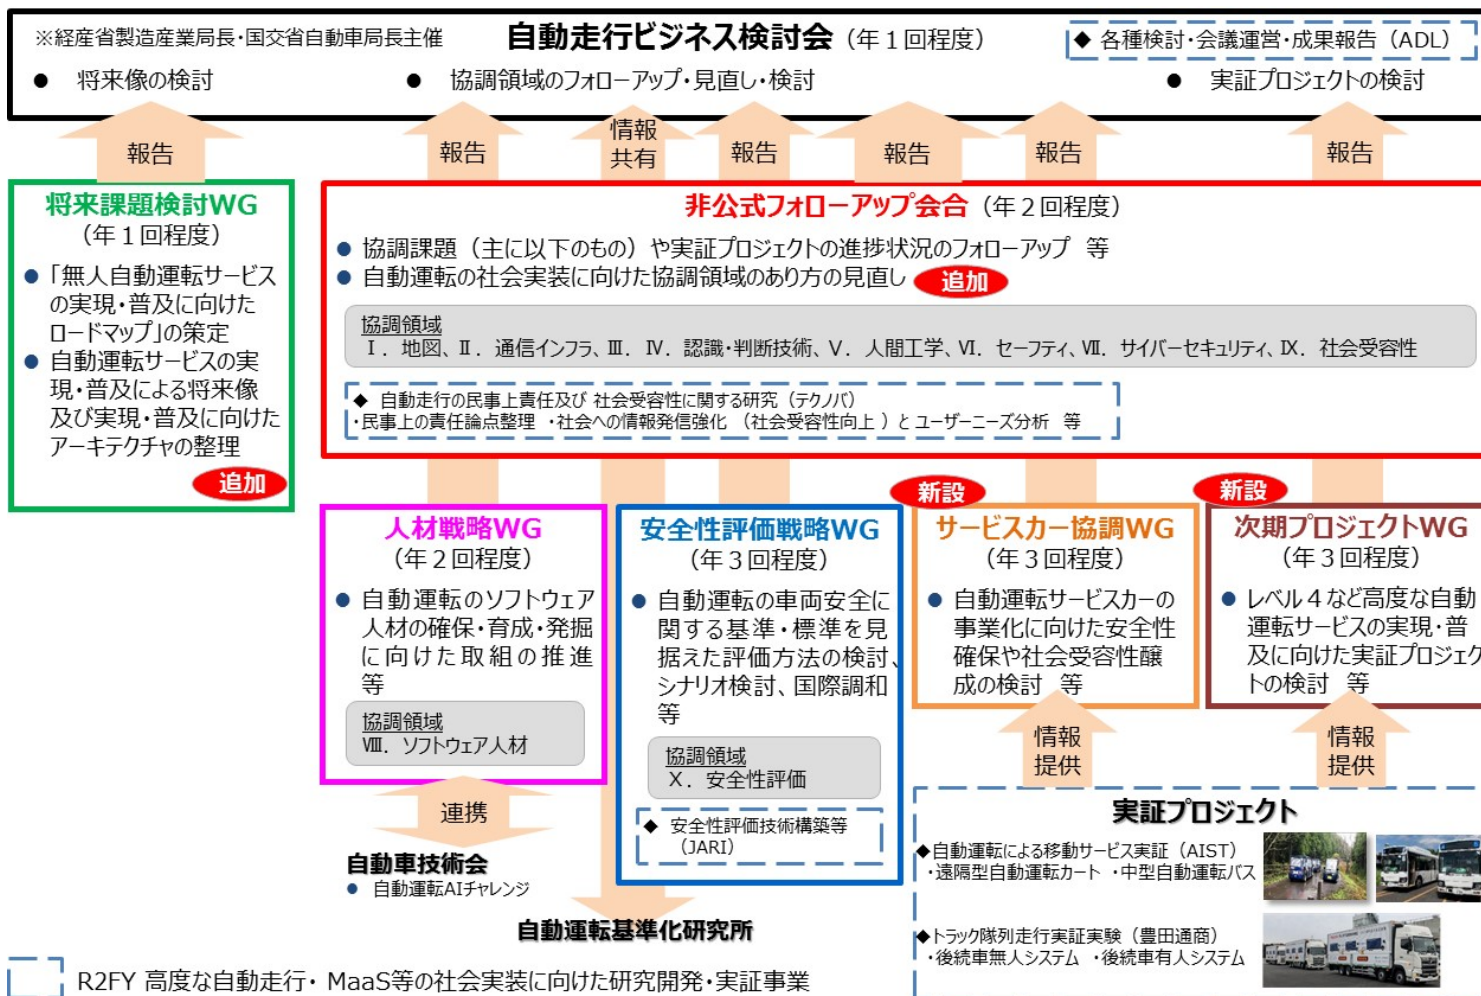 ※経産省製造産業局長・国交省自動車局長主催
自動走行ビジネス検討会（年１回程度）
◆ 各種検討・会議運営・成果報告（ADL）
● 将来像の検討
● 協調領域のフォローアップ・見直し・検討
● 実証プロジェクトの検討
報告
報告
情報
共有
報告
報告
報告
報告
将来課題検討WG
（年１回程度）
● 「無人自動運転サービス
の実現・普及に向けた
ロードマップ」の策定
● 自動運転サービスの実
現・普及による将来像
及び実現・普及に向けた
アーキテクチャの整理
追加
非公式フォローアップ会合（年２回程度）
● 協調課題（主に以下のもの）や実証プロジェクトの進捗状況のフォローアップ 等
● 自動運転の社会実装に向けた協調領域のあり方の見直し
追加
協調領域
Ⅰ．地図、Ⅱ．通信インフラ、Ⅲ．Ⅳ．認識・判断技術、Ⅴ．人間工学、Ⅵ．セーフティ、Ⅶ．サイバーセキュリティ、Ⅸ．社会受容性
◆ 自動走行の民事上責任及び 社会受容性に関する研究（テクノバ）
・民事上の責任論点整理 ・社会への情報発信強化 （社会受容性向上 ）と ユーザーニーズ分析 等
人材戦略WG
（年２回程度）
● 自動運転のソフトウェア
人材の確保・育成・発掘
に向けた取組の推進
等
協調領域
Ⅷ．ソフトウェア人材
連携
自動車技術会
● 自動運転AIチャレンジ
安全性評価戦略WG
（年３回程度）
● 自動運転の車両安全に
関する基準・標準を見
据えた評価方法の検討、
シナリオ検討、国際調和
等
協調領域
Ⅹ．安全性評価
◆ 安全性評価技術構築等
（JARI）
自動運転基準化研究所
新設
サービスカー協調WG
（年３回程度）
● 自動運転サービスカーの
事業化に向けた安全性
確保や社会受容性醸
成の検討 等
情報
提供
新設
次期プロジェクトWG
（年３回程度）
● レベル４など高度な自動
運転サービスの実現・普
及に向けた実証プロジェク
トの検討 等
情報
提供
実証プロジェクト
◆自動運転による移動サービス実証（AIST）
・遠隔型自動運転カート ・中型自動運転バス
◆トラック隊列走行実証実験（豊田通商）
・後続車無人システム ・後続車有人システム
R2FY 高度な自動走行・ MaaS等の社会実装に向けた研究開発・実証事業